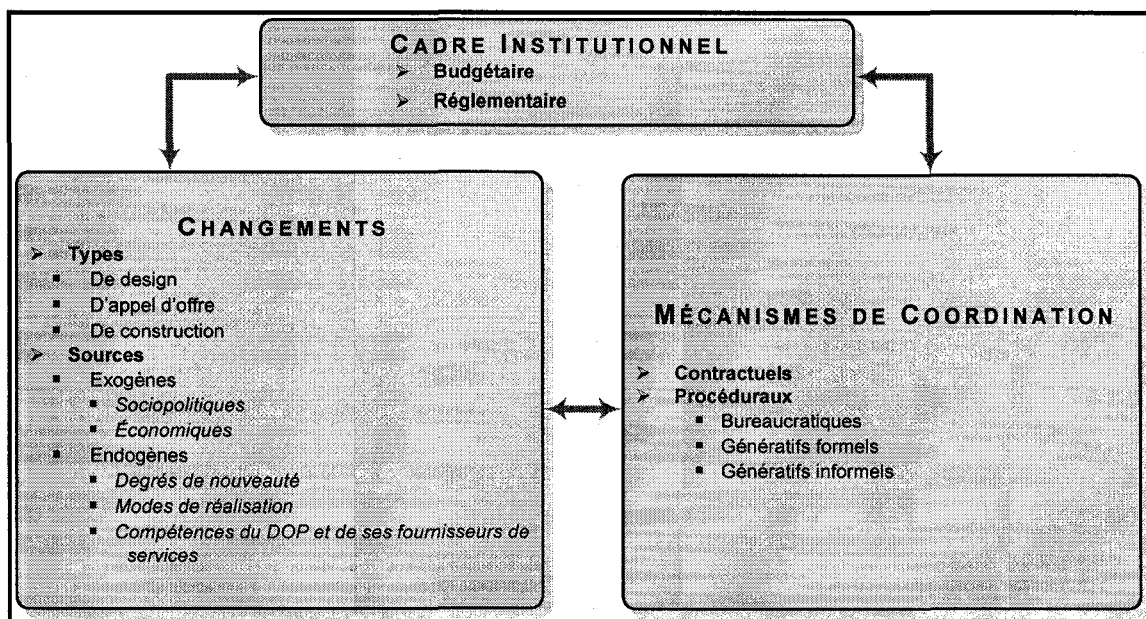 CADRE INSTITUTIONNEL
➢ Budgétaire
➢ Réglementaire
CHANGEMENTS
➢ Types
▪ De design
▪ D'appel d'offre
▪ De construction
➢ Sources
▪ Exogènes
▪ Sociopolitiques
▪ Économiques
▪ Endogènes
▪ Degrés de nouveauté
▪ Modes de réalisation
▪ Compétences du DOP et de ses fournisseurs de
services
MÉCANISMES DE COORDINATION
➢ Contractuels
➢ Procéduraux
▪ Bureaucratiques
▪ Génératifs formels
▪ Génératifs informels